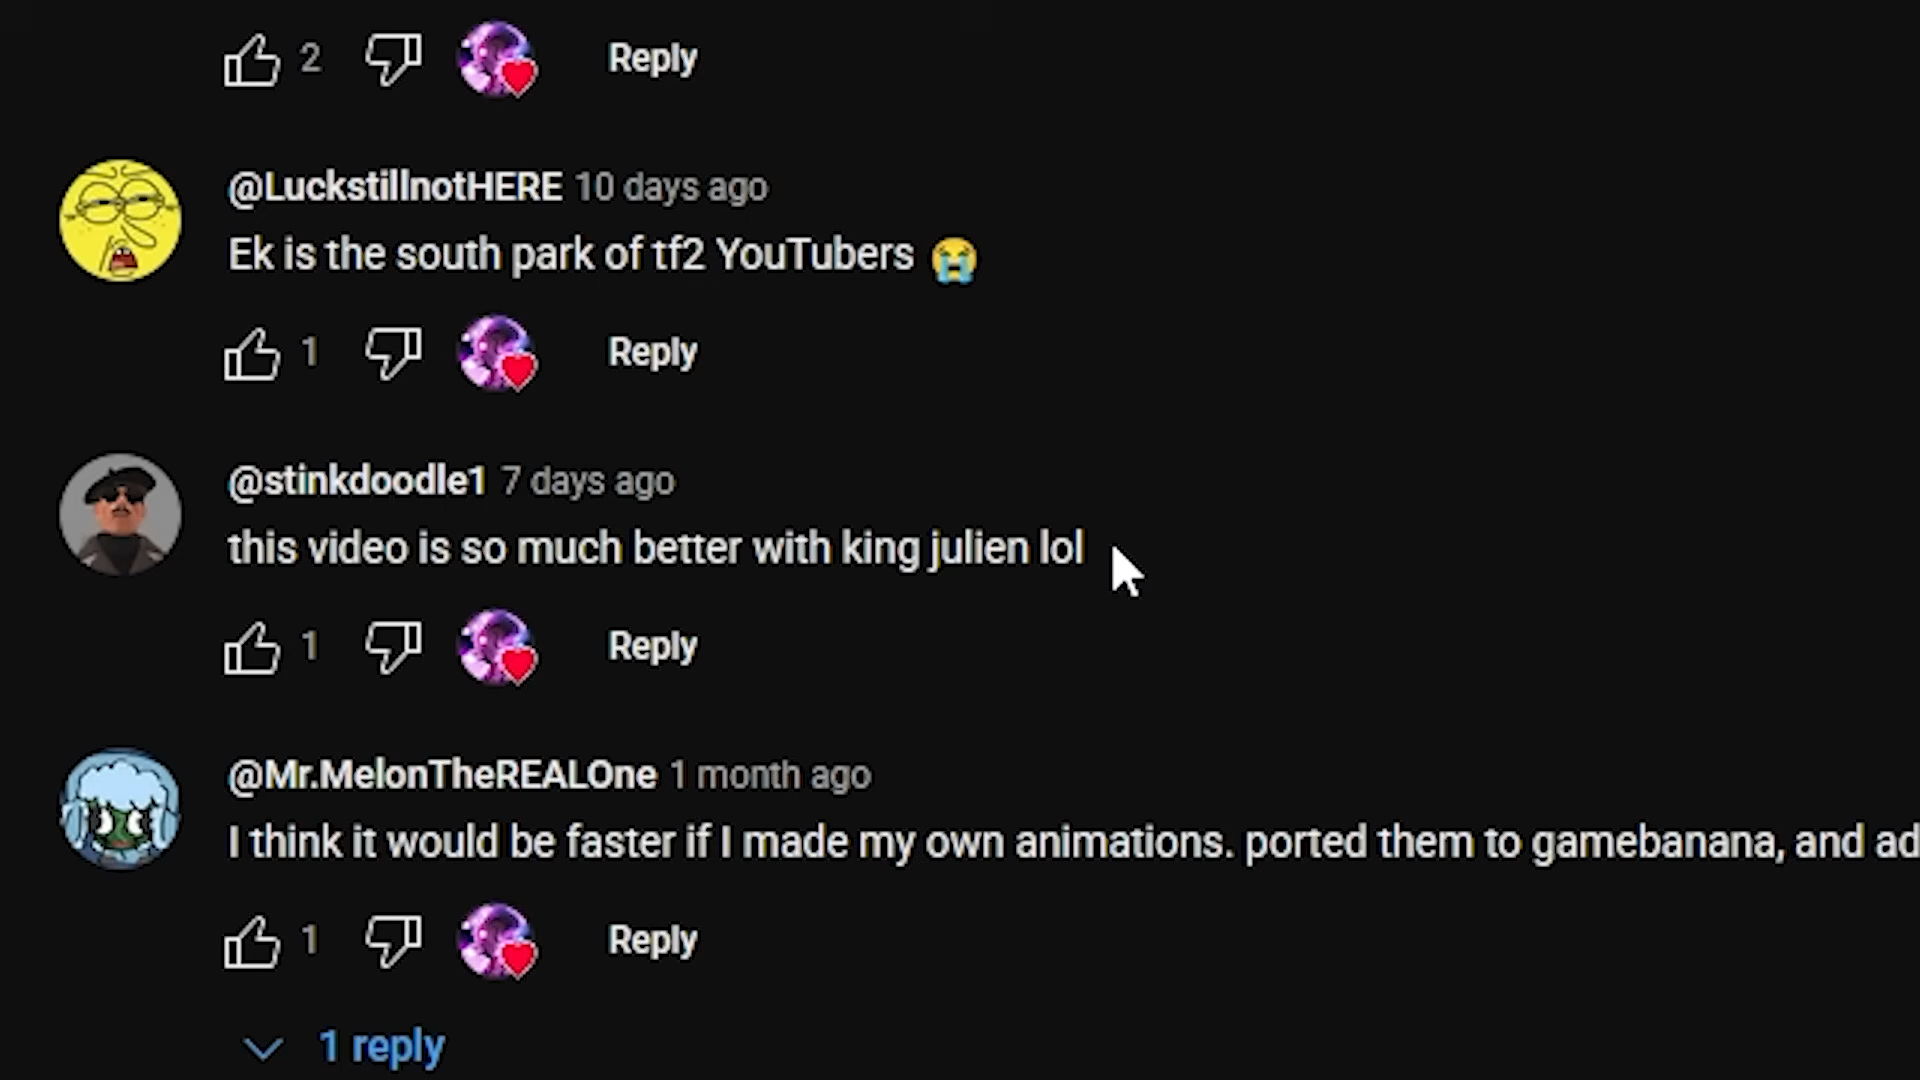 2 Reply
@LuckstillnotHERE 10 days ago
Ek is the south park of tf2 YouTubers 😭
1 Reply
@stinkdoodle1 7 days ago
this video is so much better with king julien lol
1 Reply
@Mr.MelonTheREALOne 1 month ago
I think it would be faster if I made my own animations. ported them to gamebanana, and ad
1 Reply
1 reply